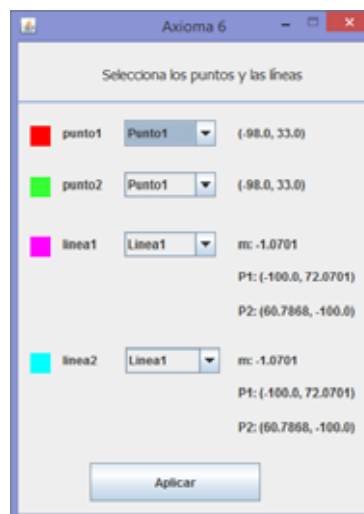 Axioma 6
Selecciona los puntos y las líneas
punto1 Punto1 (-98.0, 33.0)
punto2 Punto1 (-98.0, 33.0)
linea1 Linea1 m: -1.0701
P1: (-100.0, 72.0701)
P2: (60.7868, -100.0)
linea2 Linea1 m: -1.0701
P1: (-100.0, 72.0701)
P2: (60.7868, -100.0)
Aplicar